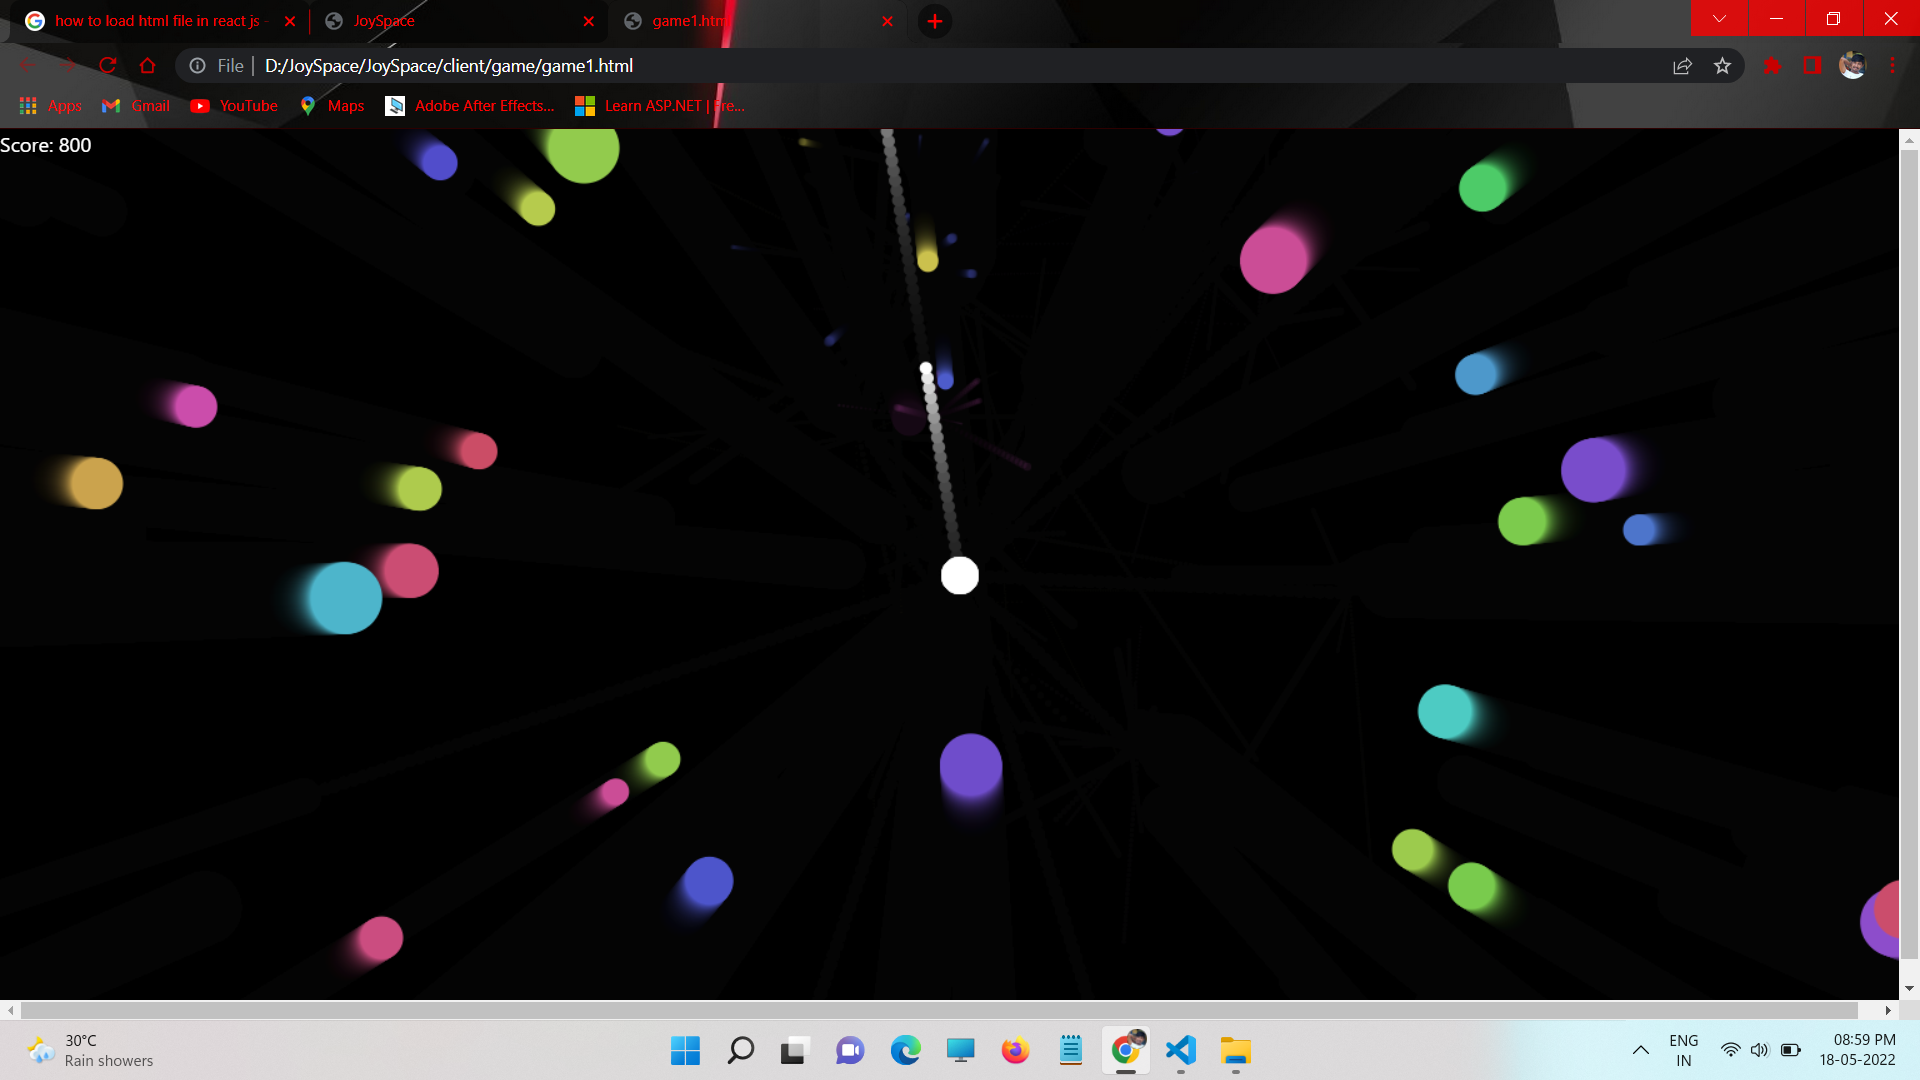 how to load html file in react js -
JoySpace
game1.html
File | D:/JoySpace/JoySpace/client/game/game1.html
Apps
Gmail
YouTube
Maps
Adobe After Effects...
Learn ASP.NET | Fre...
Score: 800
30°C
Rain showers
ENG
IN
08:59 PM
18-05-2022